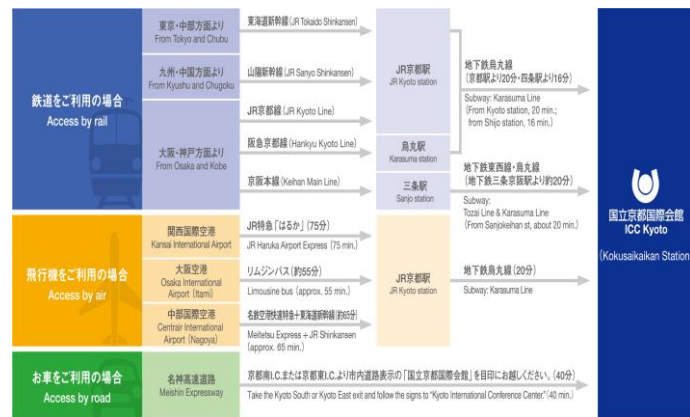 鉄道をご利用の場合
Access by rail
東京・中部方面より
From Tokyo and Chubu
東海道新幹線(JR Tokaido Shinkansen)
九州・中国方面より
From Kyushu and Chugoku
山陽新幹線(JR Sanyo Shinkansen)
大阪・神戸方面より
From Osaka and Kobe
JR京都線(JR Kyoto Line)
阪急京都線(Hankyu Kyoto Line)
京阪本線(Keihan Main Line)
JR京都駅
JR Kyoto station
烏丸駅
Karasuma station
三条駅
Sanjo station
地下鉄烏丸線
(京都駅より20分・四条駅より16分)
Subway: Karasuma Line
(From Kyoto station, 20 min.;
from Shijo station, 16 min.)
地下鉄東西線・烏丸線
(地下鉄三条京阪駅より約20分)
Subway:
Tozai Line & Karasuma Line
(From Sanjokeihan st, about 20 min.)
飛行機をご利用の場合
Access by air
関西国際空港
Kansai International Airport
JR特急「はるか」(75分)
JR Haruka Airport Express (75 min.)
大阪空港
Osaka International
Airport (Itami)
リムジンバス(約55分)
Limousine bus (approx. 55 min.)
中部国際空港
Centrair International
Airport (Nagoya)
名鉄空港快速特急+東海道新幹線(約65分)
Meitetsu Express+JR Shinkansen
(approx. 65 min.)
JR京都駅
JR Kyoto station
地下鉄烏丸線(20分)
Subway: Karasuma Line
お車をご利用の場合
Access by road
名神高速道路
Meishin Expressway
京都南I.C.または京都東I.C.より市内道路表示の「国立京都国際会館」を目印にお越しください。(40分)
Take the Kyoto South or Kyoto East exit and follow the signs to "Kyoto International Conference Center."(40 min.)
国立京都国際会館
ICC Kyoto
(Kokusaikaikan Station)